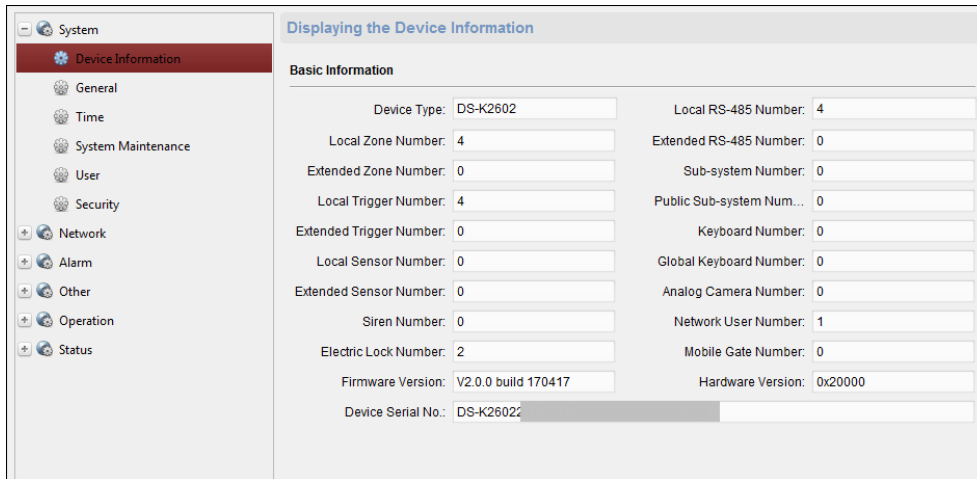 System
Device Information
General
Time
System Maintenance
User
Security
Network
Alarm
Other
Operation
Status
Displaying the Device Information
Basic Information
Device Type: DS-K2602 Local RS-485 Number: 4
Local Zone Number: 4 Extended RS-485 Number: 0
Extended Zone Number: 0 Sub-system Number: 0
Local Trigger Number: 4 Public Sub-system Num... 0
Extended Trigger Number: 0 Keyboard Number: 0
Local Sensor Number: 0 Global Keyboard Number: 0
Extended Sensor Number: 0 Analog Camera Number: 0
Siren Number: 0 Network User Number: 1
Electric Lock Number: 2 Mobile Gate Number: 0
Firmware Version: V2.0.0 build 170417 Hardware Version: 0x20000
Device Serial No.: DS-K26022